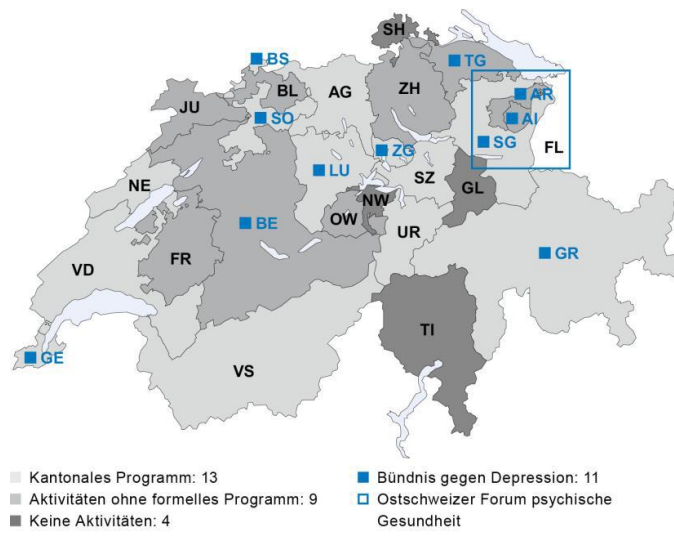 SH
BS
TG
BL
AG
ZH
AR
JU
SO
AI
SG
FL
ZG
NE
LU
SZ
GL
NW
BE
OW
UR
FR
VD
GR
TI
GE
VS
Kantonales Programm: 13
Aktivitäten ohne formelles Programm: 9
Keine Aktivitäten: 4
Bündnis gegen Depression: 11
Ostschweizer Forum psychische
Gesundheit